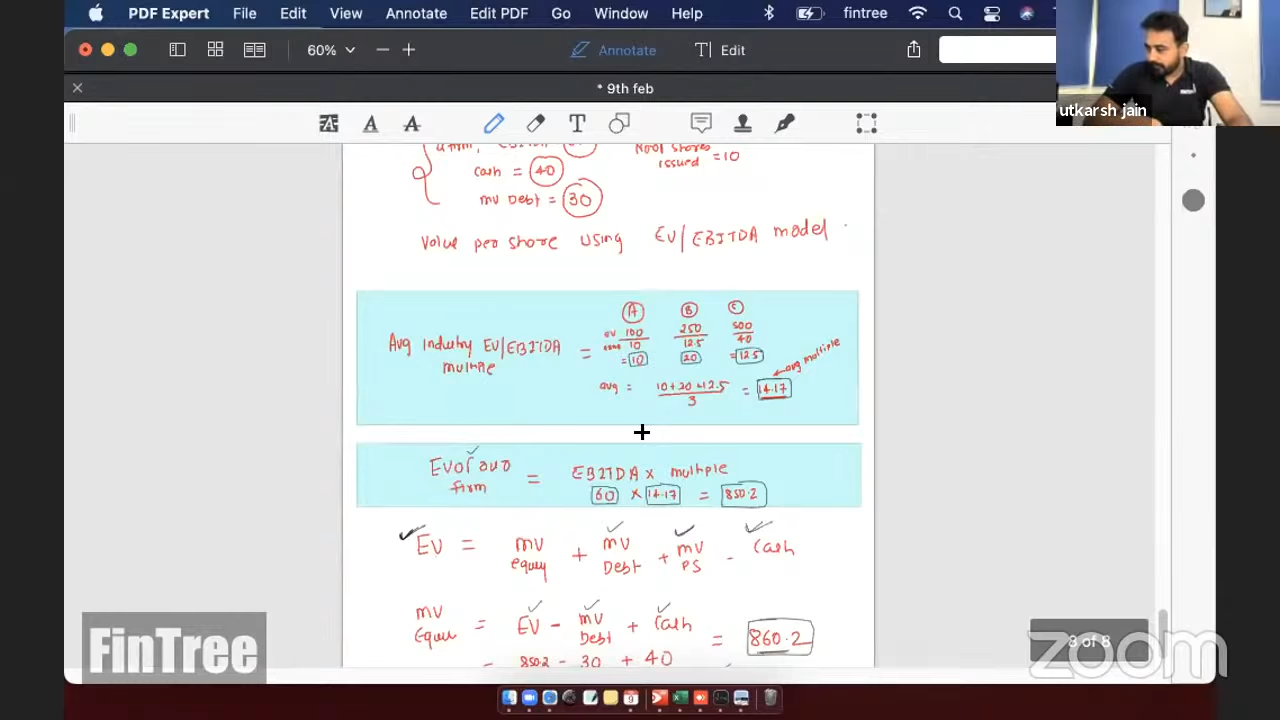 PDF Expert File Edit View Annotate Edit PDF Go Window Help fintree
60% Annotate Edit
* 9th feb
utkarsh jain
cash = 40
issued = 10
mv Debt = 30
Value per share using EV/EBITDA model
A B C
Avg Industry EV/EBITDA multiple =
EV 100 250 500
10 12.5 40
= 10 20 = 12.5
avg multiple
avg = 10+20+12.5 = 14.17
3
EV of our firm = EBITDA x multiple
60 x 14.17 = 850.2
EV = mv equity + mv Debt + mv PS - Cash
mv Equity = EV - mv Debt + Cash = 860.2
= 850.2 - 30 + 40
FinTree
8 of 8
zoom